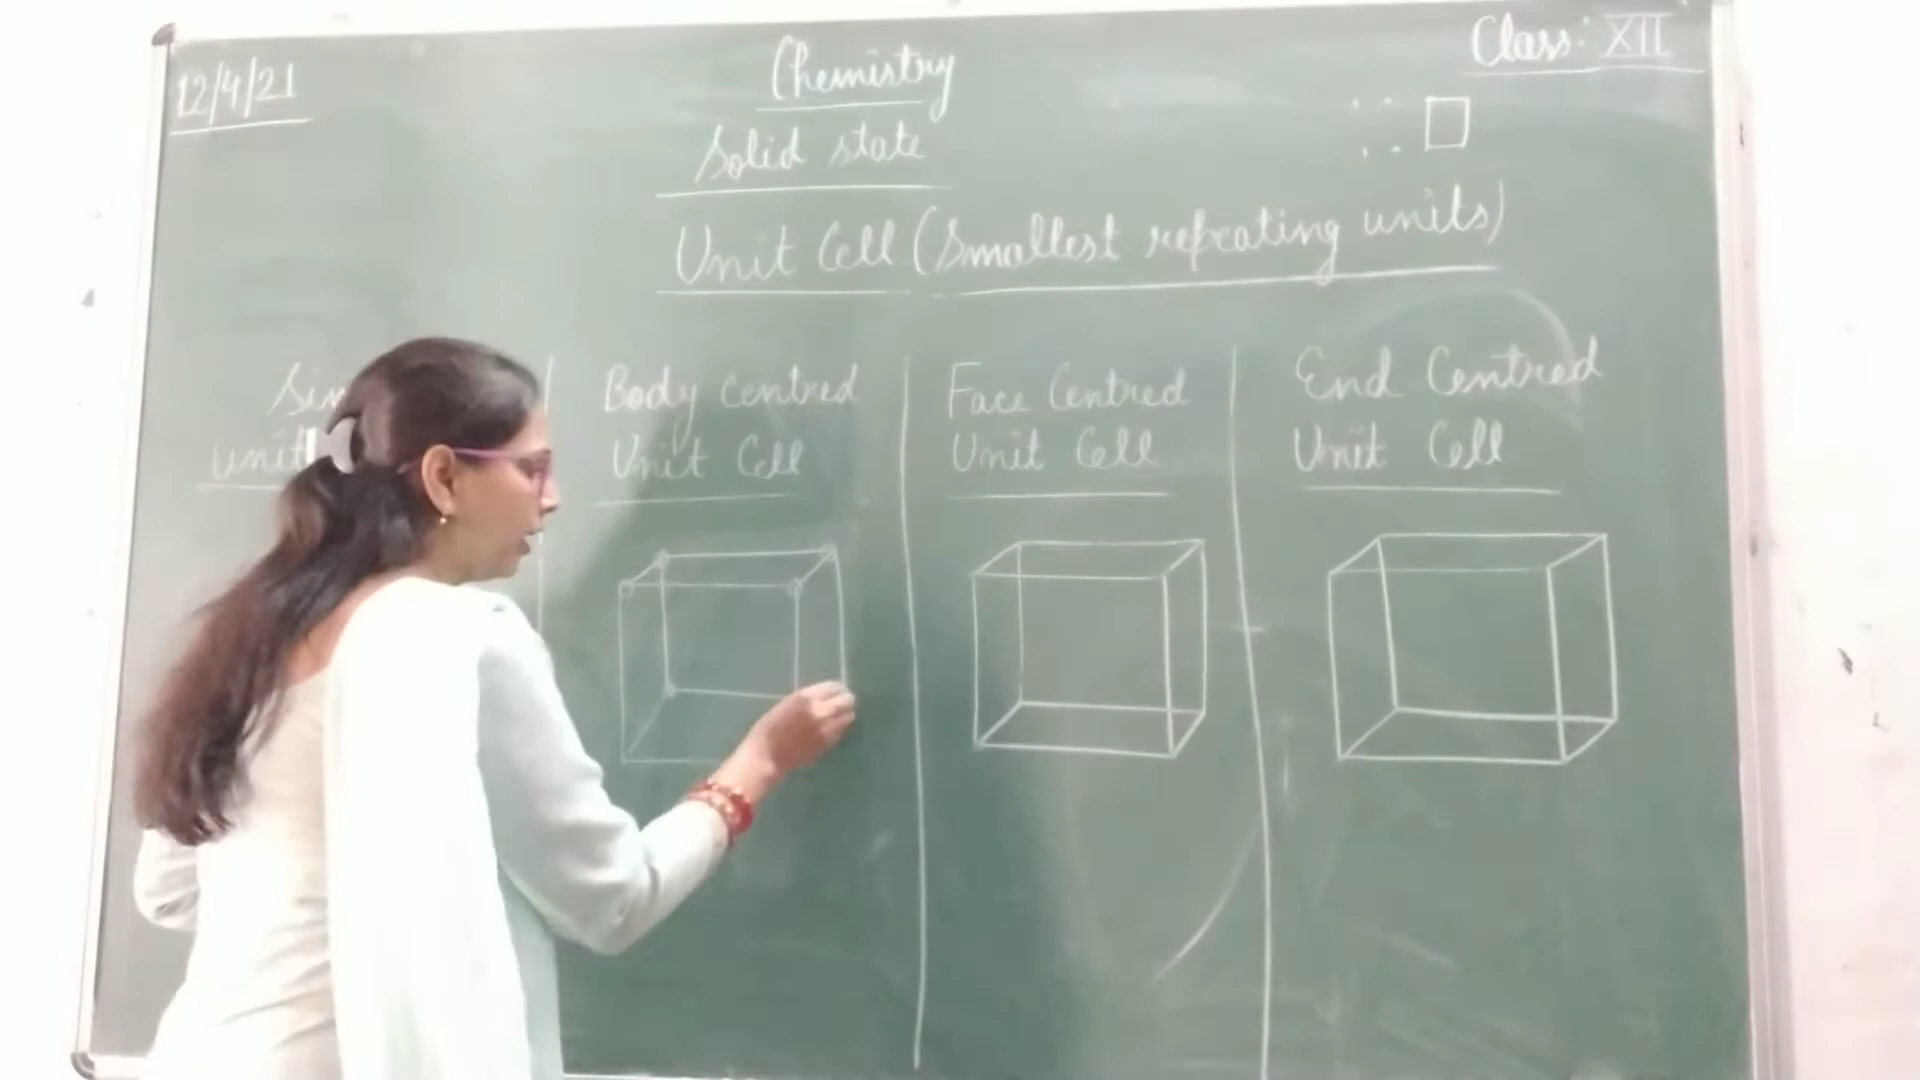 12/4/21
Chemistry
Class: XII
Solid state
Unit Cell (Smallest repeating units)
Body Centred
Unit Cell
Face Centred
Unit Cell
End Centred
Unit Cell